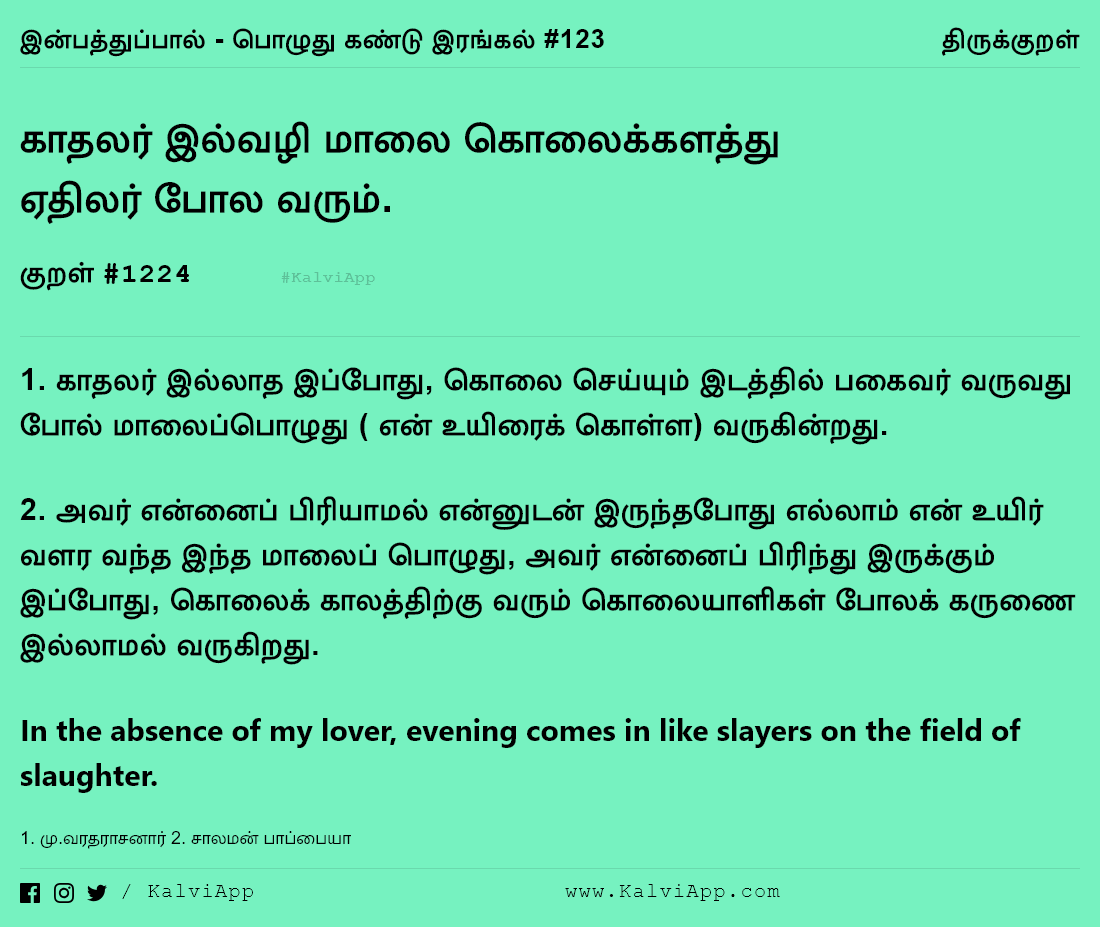 இன்பத்துப்பால் - பொழுது கண்டு இரங்கல் #123 திருக்குறள்
காதலர் இல்வழி மாலை கொலைக்களத்து
ஏதிலர் போல வரும்.
குறள் #1224 #KalviApp
1. காதலர் இல்லாத இப்போது, கொலை செய்யும் இடத்தில் பகைவர் வருவது
போல் மாலைப்பொழுது ( என் உயிரைக் கொள்ள) வருகின்றது.
2. அவர் என்னைப் பிரியாமல் என்னுடன் இருந்தபோது எல்லாம் என் உயிர்
வளர வந்த இந்த மாலைப் பொழுது, அவர் என்னைப் பிரிந்து இருக்கும்
இப்போது, கொலைக் காலத்திற்கு வரும் கொலையாளிகள் போலக் கருணை
இல்லாமல் வருகிறது.
In the absence of my lover, evening comes in like slayers on the field of
slaughter.
1. மு.வரதராசனார் 2. சாலமன் பாப்பையா
/ KalviApp www.KalviApp.com